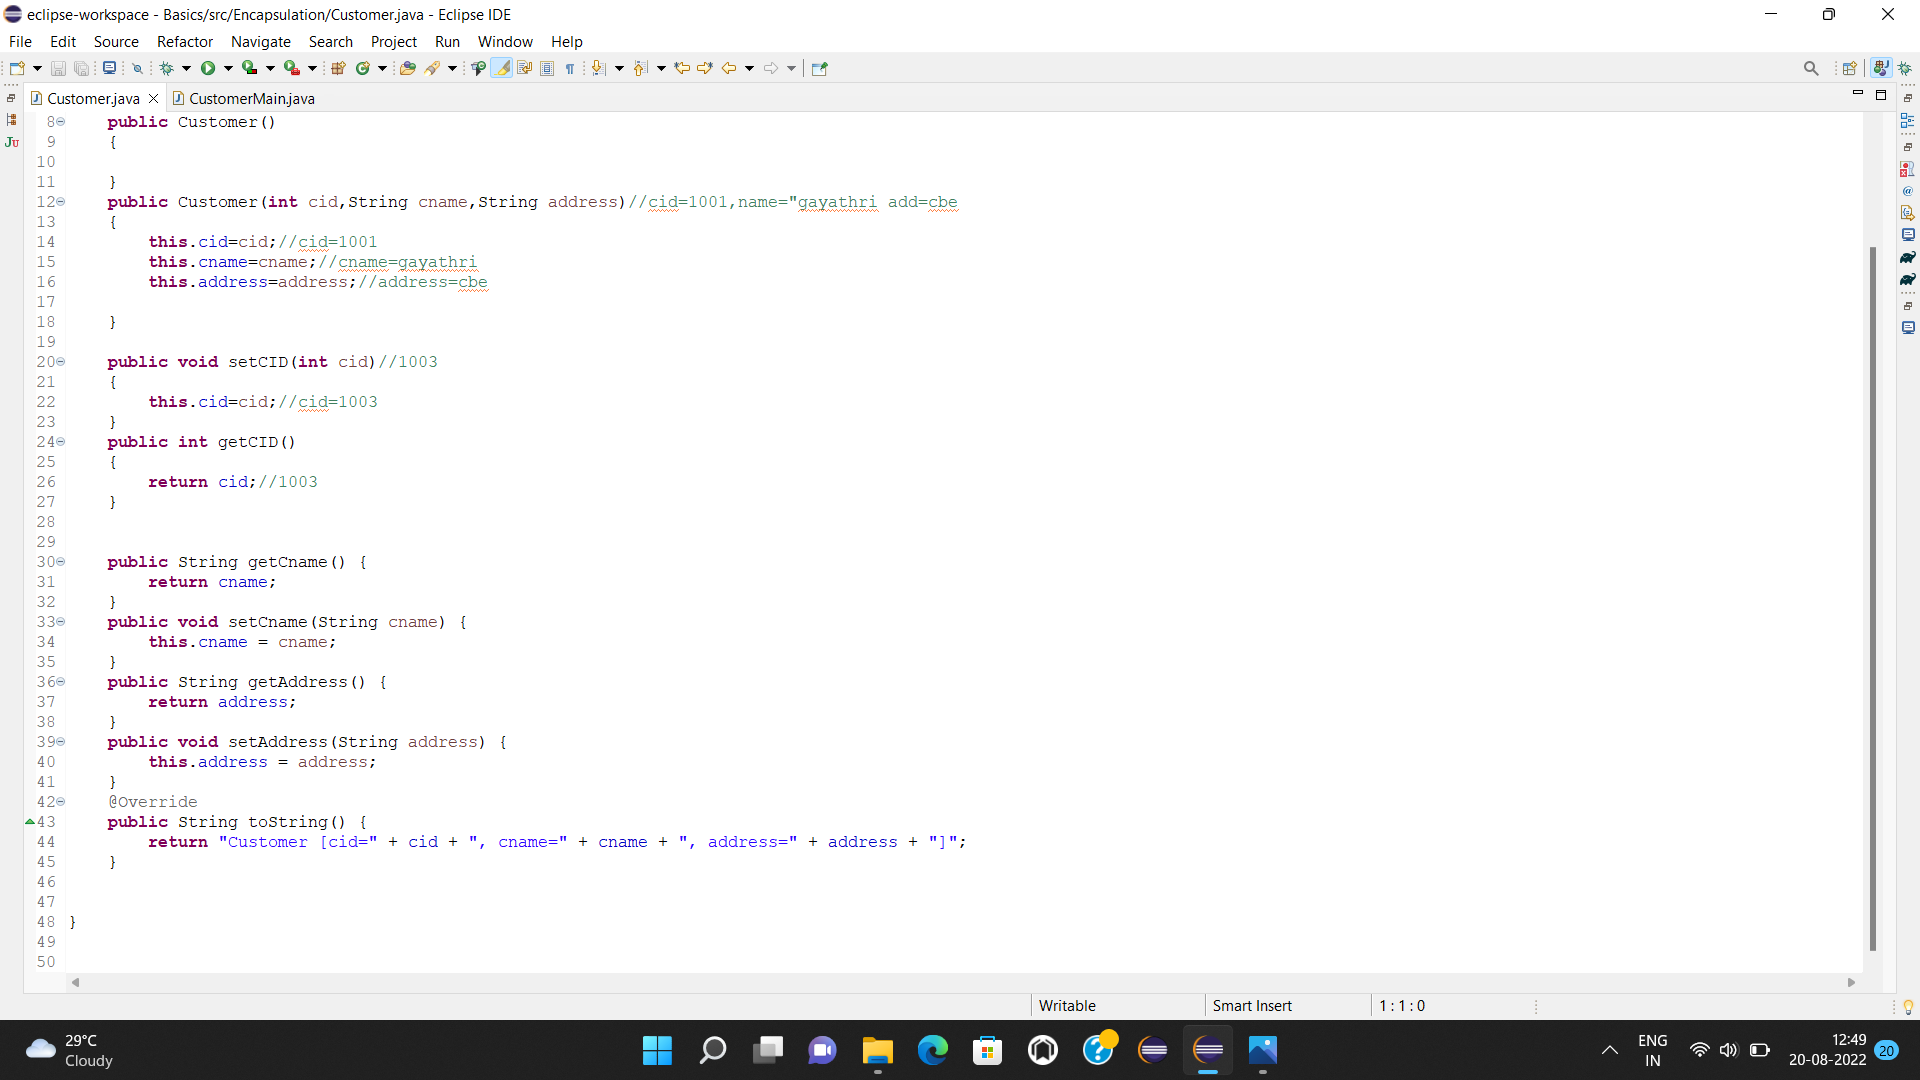 eclipse-workspace - Basics/src/Encapsulation/Customer.java - Eclipse IDE
File Edit Source Refactor Navigate Search Project Run Window Help
Customer.java CustomerMain.java
8 public Customer()
9 {
10
11 }
12 public Customer(int cid,String cname,String address)//cid=1001,name="gayathri add=cbe
13 {
14 this.cid=cid;//cid=1001
15 this.cname=cname;//cname=gayathri
16 this.address=address;//address=cbe
17
18 }
19
20 public void setCID(int cid)//1003
21 {
22 this.cid=cid;//cid=1003
23 }
24 public int getCID()
25 {
26 return cid;//1003
27 }
28
29
30 public String getCname() {
31 return cname;
32 }
33 public void setCname(String cname) {
34 this.cname = cname;
35 }
36 public String getAddress() {
37 return address;
38 }
39 public void setAddress(String address) {
40 this.address = address;
41 }
42 @Override
43 public String toString() {
44 return "Customer [cid=" + cid + ", cname=" + cname + ", address=" + address + "]";
45 }
46
47
48 }
49
50
Writable Smart Insert 1 : 1 : 0
29°C
Cloudy
ENG
IN
12:49
20-08-2022
20